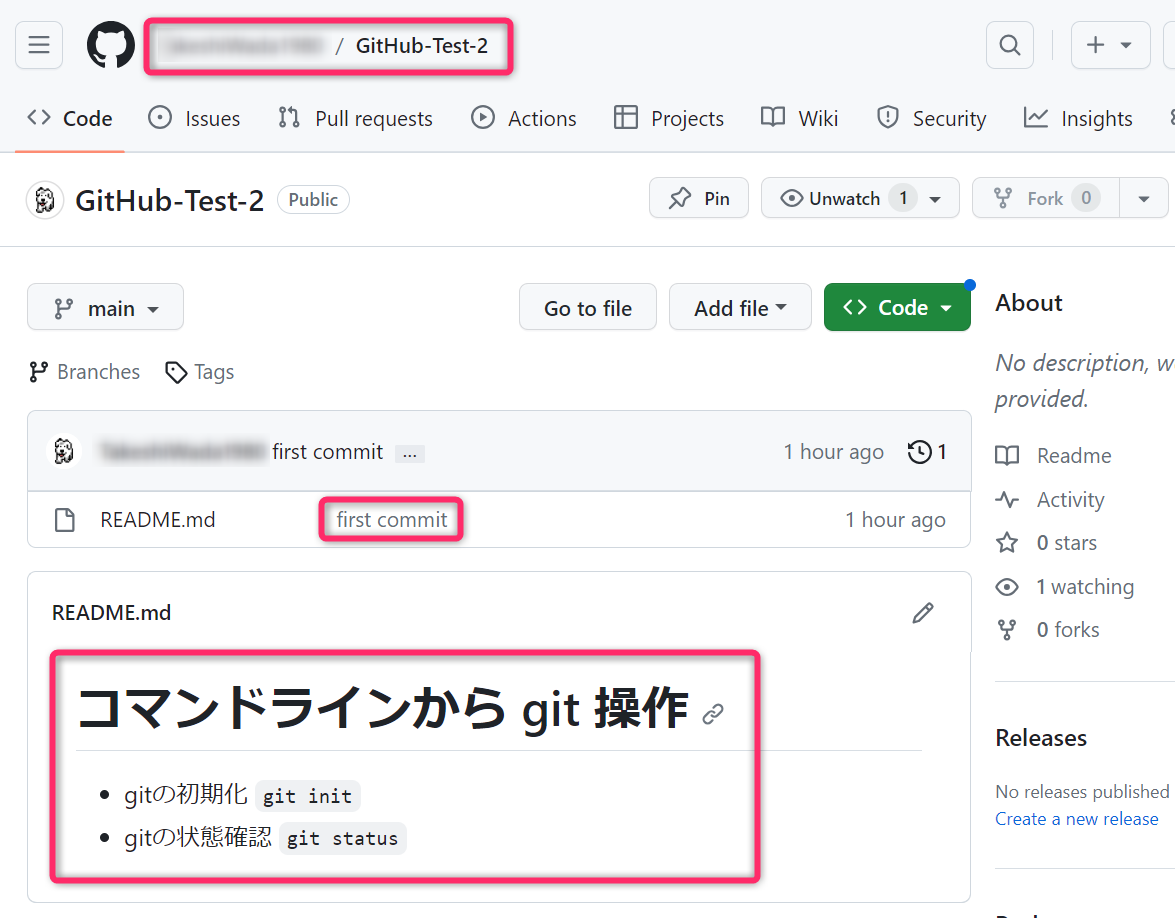 / GitHub-Test-2
Code Issues Pull requests Actions Projects Wiki Security Insights
GitHub-Test-2 Public Pin Unwatch 1 Fork 0
main Go to file Add file Code
Branches Tags
first commit ... 1 hour ago 1
README.md first commit 1 hour ago
README.md
コマンドラインから git 操作
gitの初期化 git init
gitの状態確認 git status
About
No description, w
provided.
Readme
Activity
0 stars
1 watching
0 forks
Releases
No releases published
Create a new release